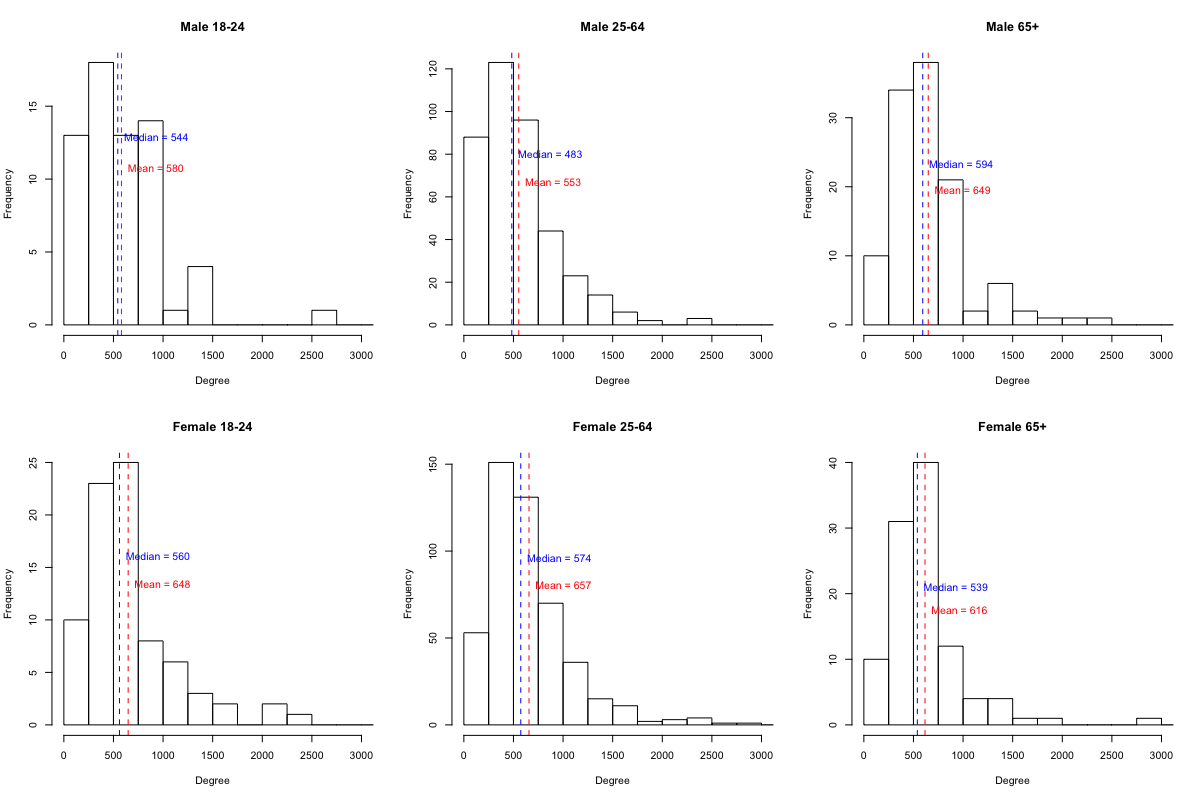 Male 18-24
Frequency
0 5 10 15
Median = 544
Mean = 580
0 500 1000 1500 2000 2500 3000
Degree
Male 25-64
Frequency
0 20 40 60 80 100 120
Median = 483
Mean = 553
0 500 1000 1500 2000 2500 3000
Degree
Male 65+
Frequency
0 10 20 30
Median = 594
Mean = 649
0 500 1000 1500 2000 2500 3000
Degree
Female 18-24
Frequency
0 5 10 15 20 25
Median = 560
Mean = 648
0 500 1000 1500 2000 2500 3000
Degree
Female 25-64
Frequency
0 50 100 150
Median = 574
Mean = 657
0 500 1000 1500 2000 2500 3000
Degree
Female 65+
Frequency
0 10 20 30 40
Median = 539
Mean = 616
0 500 1000 1500 2000 2500 3000
Degree